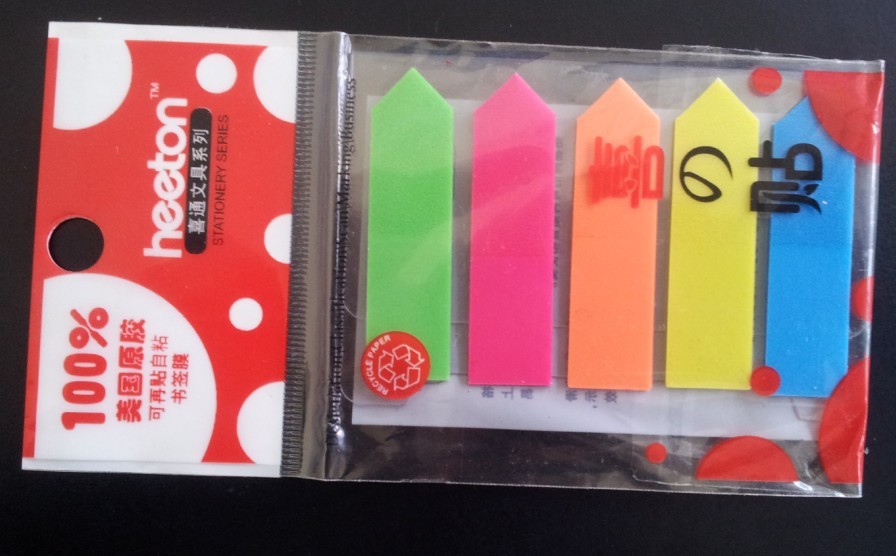 heeton™
喜通文具系列
STATIONERY SERIES
100%
美国原胶
可再贴自粘
书签膜
喜の贴
RECYCLE PAPER